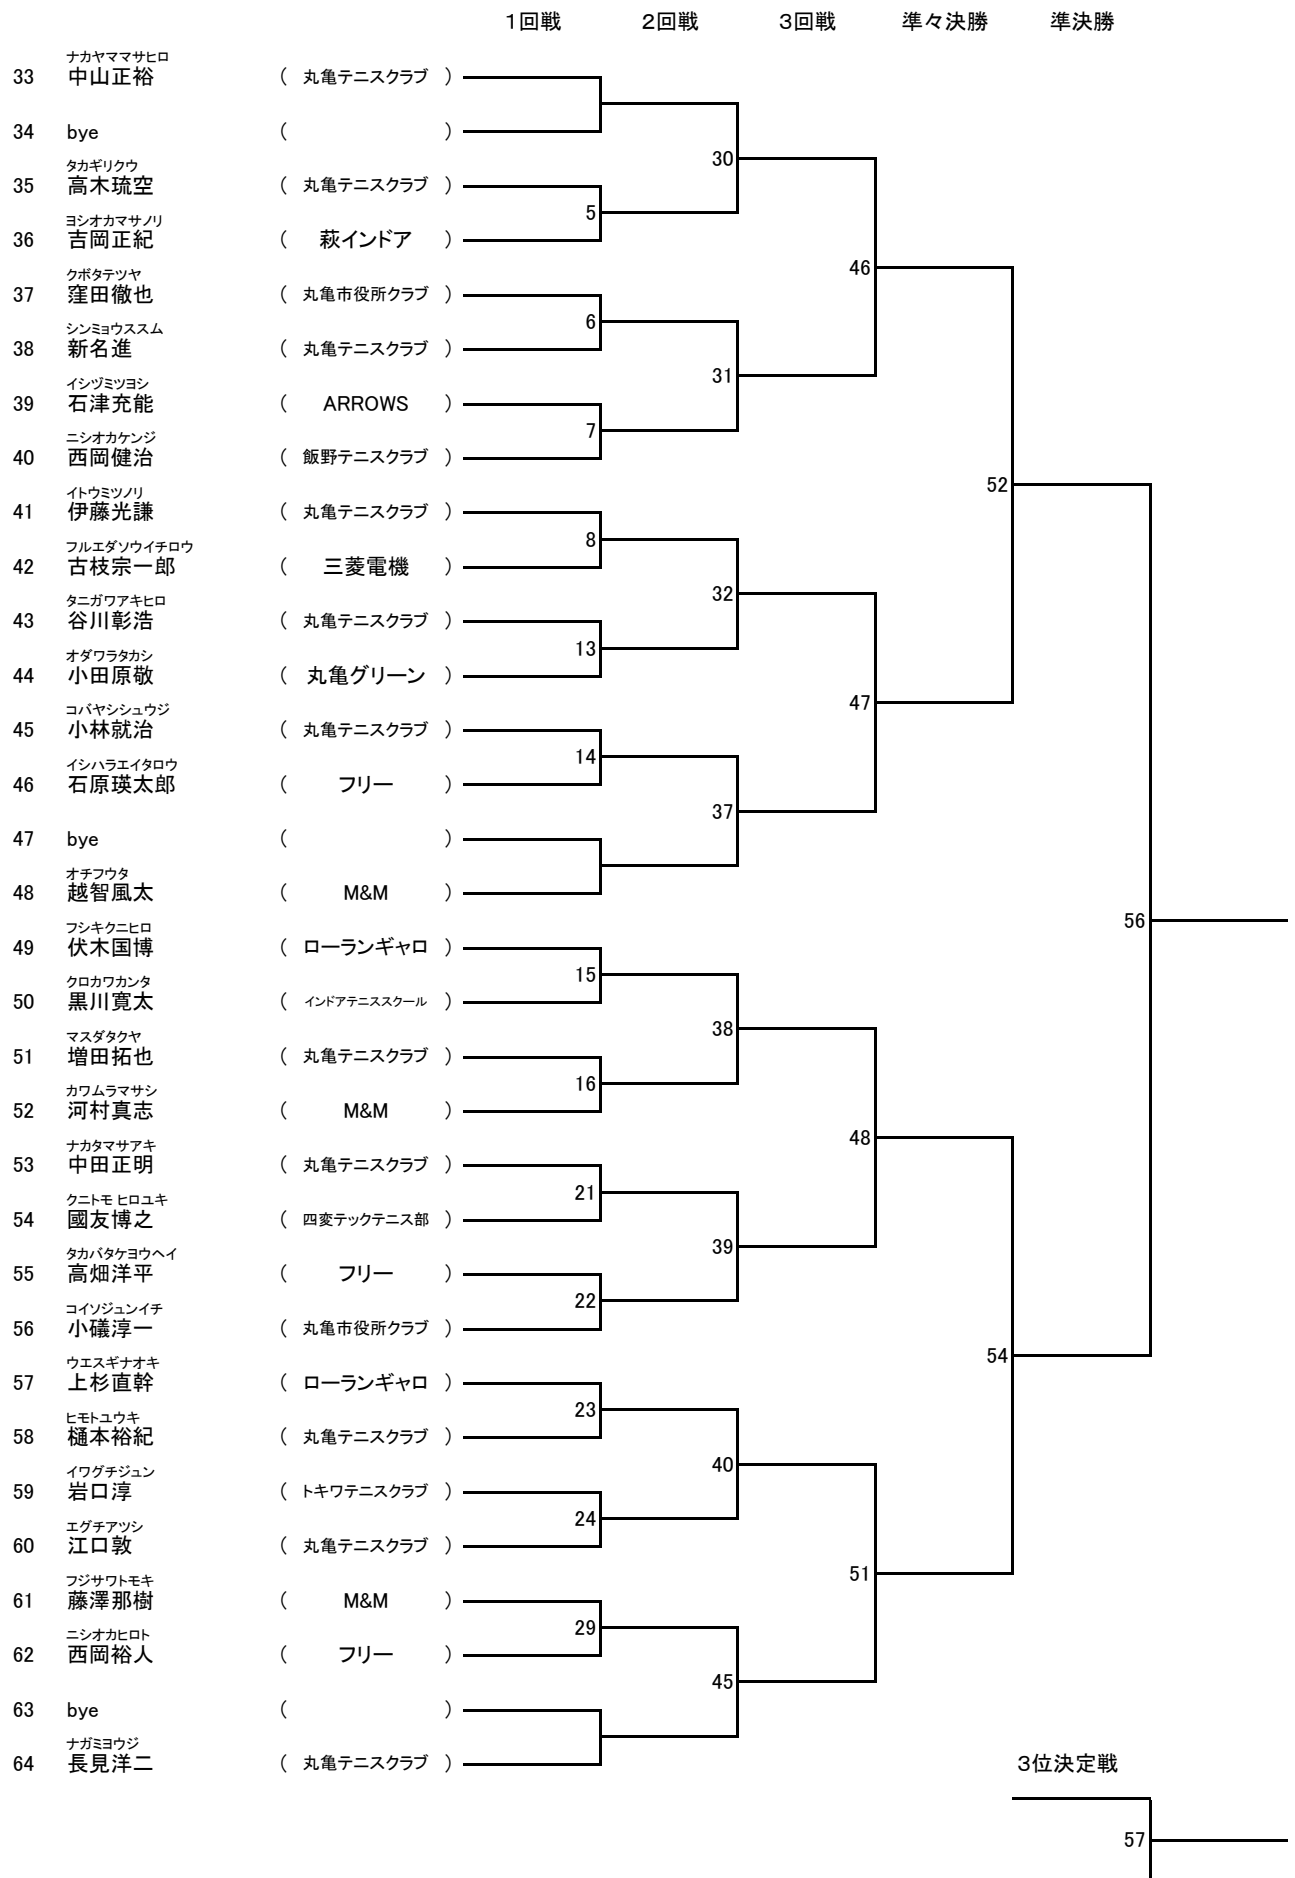 １回戦 ２回戦 ３回戦 準々決勝 準決勝
ナカヤママサヒロ
33 中山正裕 ( 丸亀テニスクラブ )
34 bye ( )
30
タカギリクウ
35 高木琉空 ( 丸亀テニスクラブ )
5
ヨシオカマサノリ
36 吉岡正紀 ( 萩インドア )
46
クボタテツヤ
37 窪田徹也 ( 丸亀市役所クラブ )
6
シンミョウススム
38 新名進 ( 丸亀テニスクラブ )
31
イシヅミツヨシ
39 石津充能 ( ARROWS )
7
ニシオカケンジ
40 西岡健治 ( 飯野テニスクラブ )
52
イトウミツノリ
41 伊藤光謙 ( 丸亀テニスクラブ )
8
フルエダソウイチロウ
42 古枝宗一郎 ( 三菱電機 )
32
タニガワアキヒロ
43 谷川彰浩 ( 丸亀テニスクラブ )
13
オダワラタカシ
44 小田原敬 ( 丸亀グリーン )
47
コバヤシシュウジ
45 小林就治 ( 丸亀テニスクラブ )
14
イシハラエイタロウ
46 石原瑛太郎 ( フリー )
37
47 bye ( )
オチフウタ
48 越智風太 ( M&M )
56
フシキクニヒロ
49 伏木国博 ( ローランギャロ )
15
クロカワカンタ
50 黒川寛太 ( インドアテニススクール )
38
マスダタクヤ
51 増田拓也 ( 丸亀テニスクラブ )
16
カワムラマサシ
52 河村真志 ( M&M )
48
ナカタマサアキ
53 中田正明 ( 丸亀テニスクラブ )
21
クニトモ ヒロユキ
54 國友博之 ( 四変テックテニス部 )
39
タカバタケヨウヘイ
55 高畑洋平 ( フリー )
22
コイソジュンイチ
56 小礒淳一 ( 丸亀市役所クラブ )
54
ウエスギナオキ
57 上杉直幹 ( ローランギャロ )
23
ヒモトユウキ
58 樋本裕紀 ( 丸亀テニスクラブ )
40
イワグチジュン
59 岩口淳 ( トキワテニスクラブ )
24
エグチアツシ
60 江口敦 ( 丸亀テニスクラブ )
51
フジサワトモキ
61 藤澤那樹 ( M&M )
29
ニシオカヒロト
62 西岡裕人 ( フリー )
45
63 bye ( )
ナガミヨウジ
64 長見洋二 ( 丸亀テニスクラブ )
３位決定戦
57